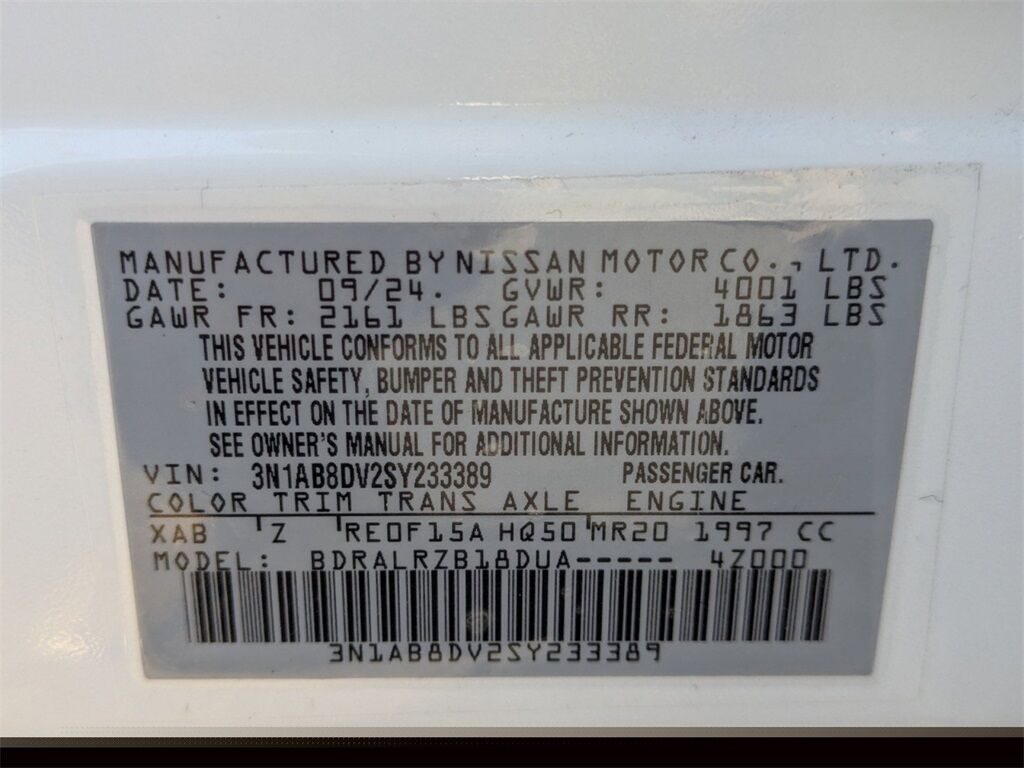 MANUFACTURED BY NISSAN MOTOR CO., LTD.
DATE: 09/24. GVWR: 4001 LBS
GAWR FR: 2161 LBS GAWR RR: 1863 LBS
THIS VEHICLE CONFORMS TO ALL APPLICABLE FEDERAL MOTOR
VEHICLE SAFETY, BUMPER AND THEFT PREVENTION STANDARDS
IN EFFECT ON THE DATE OF MANUFACTURE SHOWN ABOVE.
SEE OWNER'S MANUAL FOR ADDITIONAL INFORMATION.
VIN: 3N1AB8DV2SY233389 PASSENGER CAR.
COLOR TRIM TRANS AXLE ENGINE
XAB Z RE0F15A HQ50 MR20 1997 CC
MODEL: BDRALRZB18DUA----- 4Z000
3N1AB8DV2SY233389